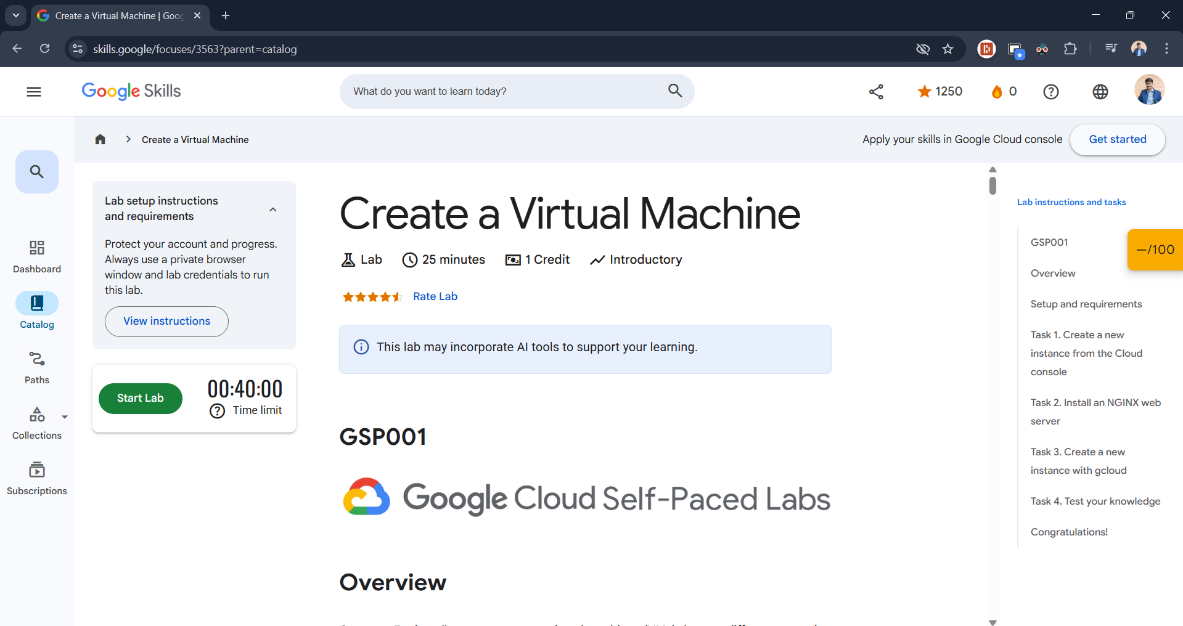 Create a Virtual Machine | Goog
skills.google/focuses/3563?parent=catalog
Google Skills
What do you want to learn today?
1250
0
Create a Virtual Machine
Apply your skills in Google Cloud console
Get started
Dashboard
Catalog
Paths
Collections
Subscriptions
Lab setup instructions
and requirements
Protect your account and progress.
Always use a private browser
window and lab credentials to run
this lab.
View instructions
Start Lab
00:40:00
Time limit
Create a Virtual Machine
Lab
25 minutes
1 Credit
Introductory
Rate Lab
This lab may incorporate AI tools to support your learning.
GSP001
Google Cloud Self-Paced Labs
Overview
Lab instructions and tasks
GSP001
—/100
Overview
Setup and requirements
Task 1. Create a new
instance from the Cloud
console
Task 2. Install an NGINX web
server
Task 3. Create a new
instance with gcloud
Task 4. Test your knowledge
Congratulations!